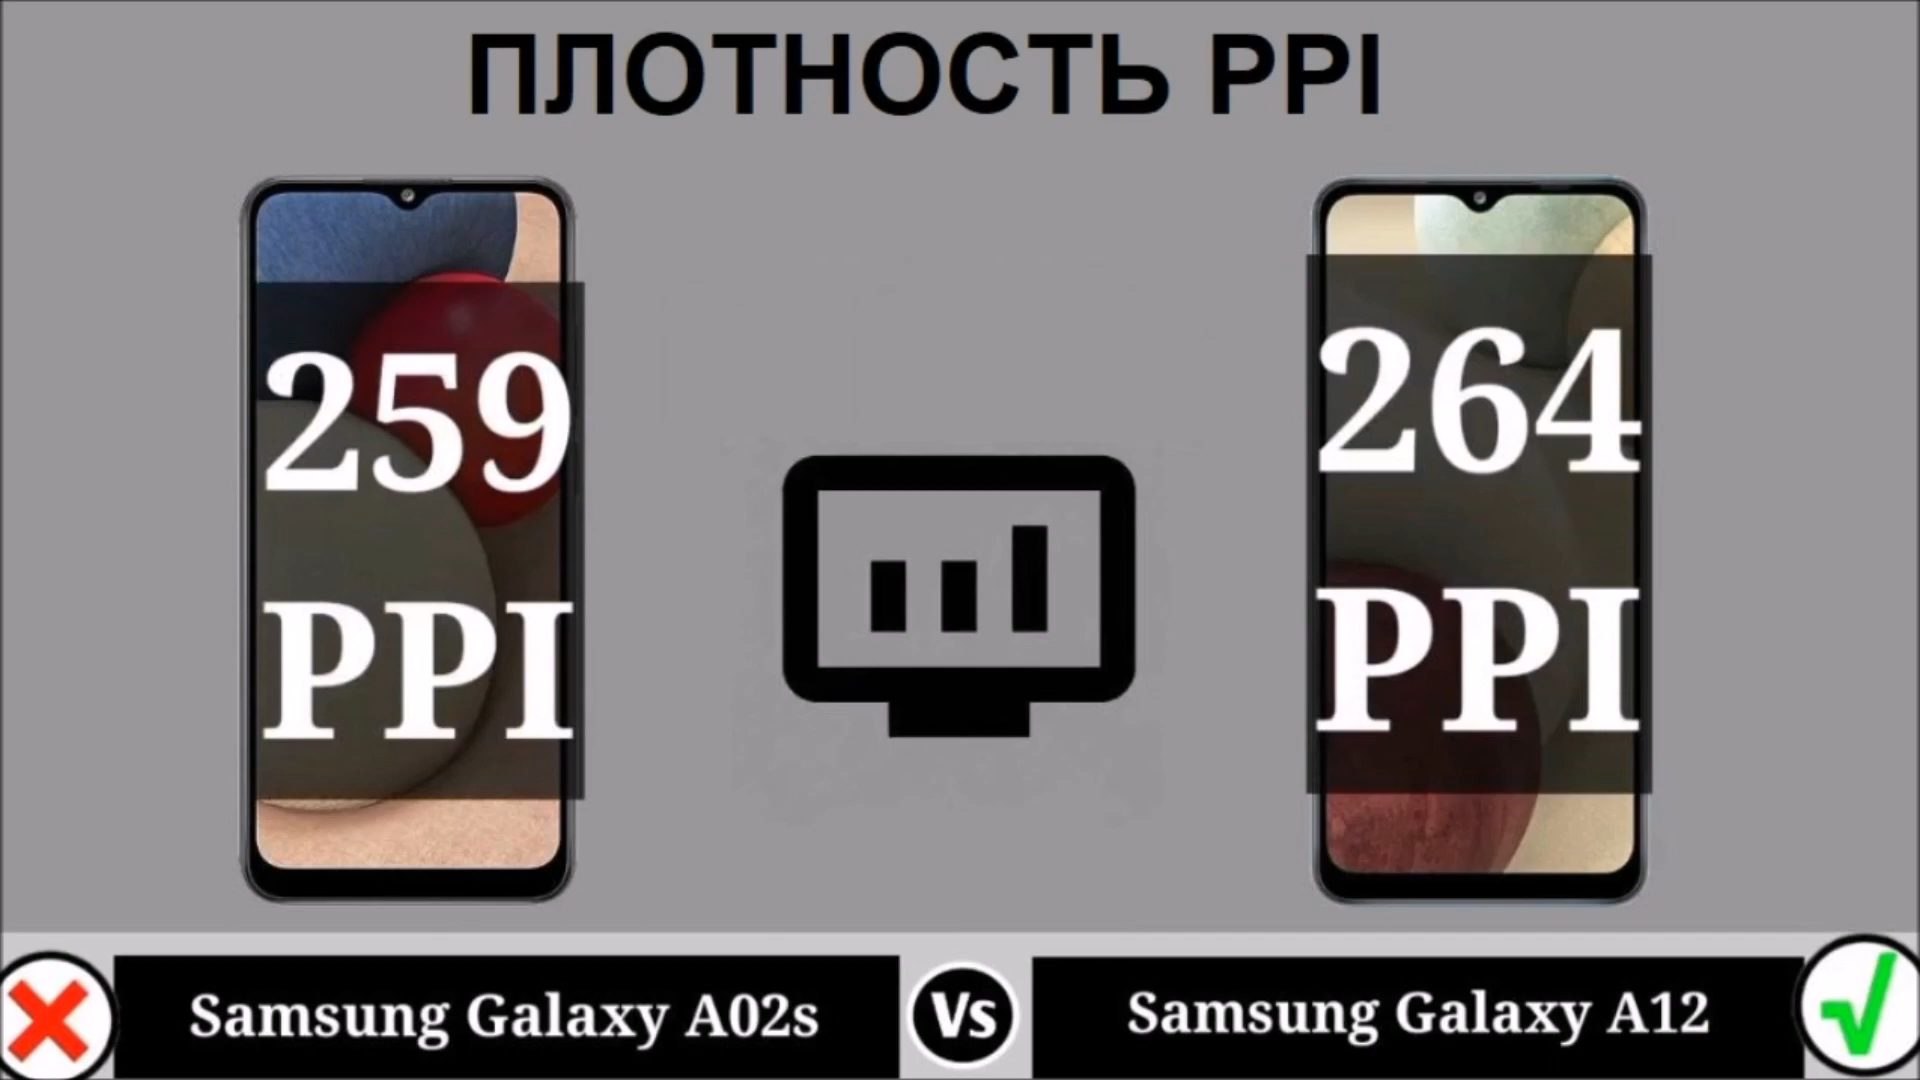 ПЛОТНОСТЬ PPI
259
PPI
264
PPI
Samsung Galaxy A02s
Vs
Samsung Galaxy A12